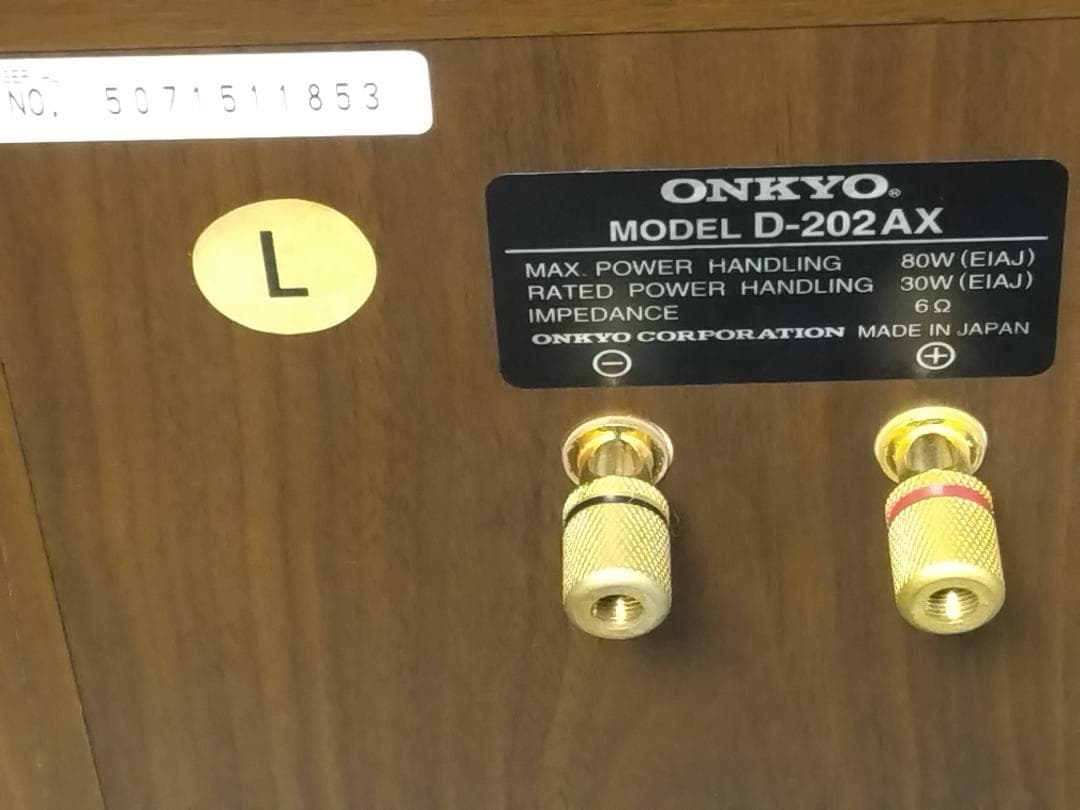 NO. 5071511853
L
ONKYO®
MODEL D-202AX
MAX. POWER HANDLING 80W (EIAJ)
RATED POWER HANDLING 30W (EIAJ)
IMPEDANCE 6Ω
ONKYO CORPORATION MADE IN JAPAN
⊖ ⊕